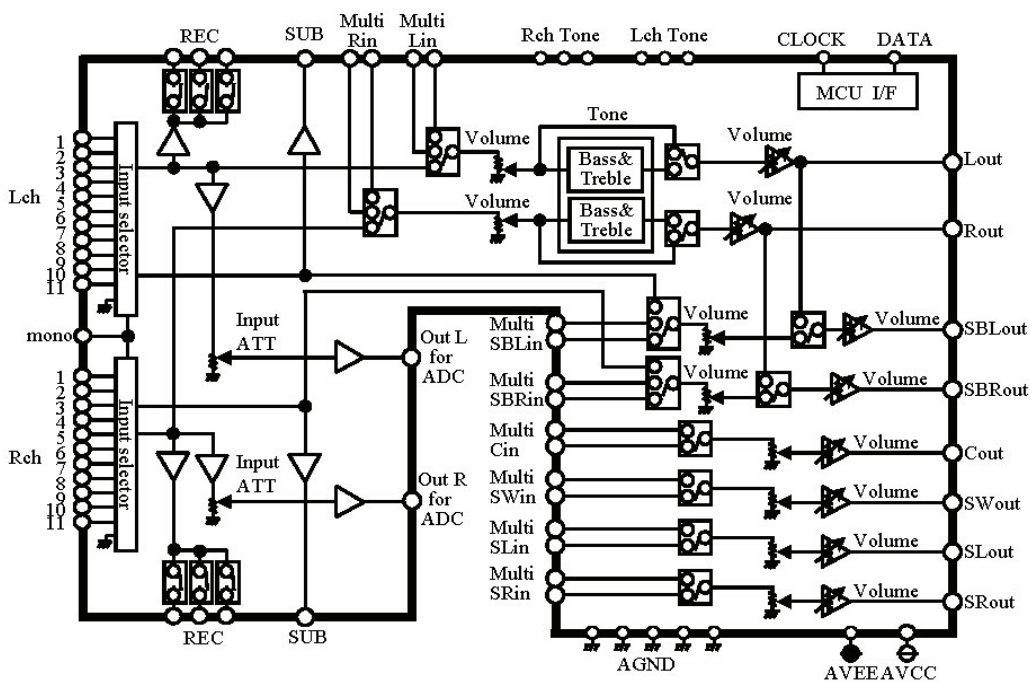 REC
SUB
Multi
Rin
Multi
Lin
Rch Tone
Lch Tone
CLOCK
DATA
MCU I/F
Lch
1
2
3
4
5
6
7
8
9
10
11
Input selector
Volume
Tone
Bass&
Treble
Volume
Lout
Volume
Bass&
Treble
Volume
Rout
mono
Input
ATT
Out L
for
ADC
Multi
SBLin
Volume
Volume
SBLout
Multi
SBRin
Volume
Volume
SBRout
Rch
1
2
3
4
5
6
7
8
9
10
11
Input selector
Input
ATT
Out R
for
ADC
Multi
Cin
Volume
Cout
Multi
SWin
Volume
SWout
Multi
SLin
Volume
SLout
Multi
SRin
Volume
SRout
REC
SUB
AGND
AVEE
AVCC